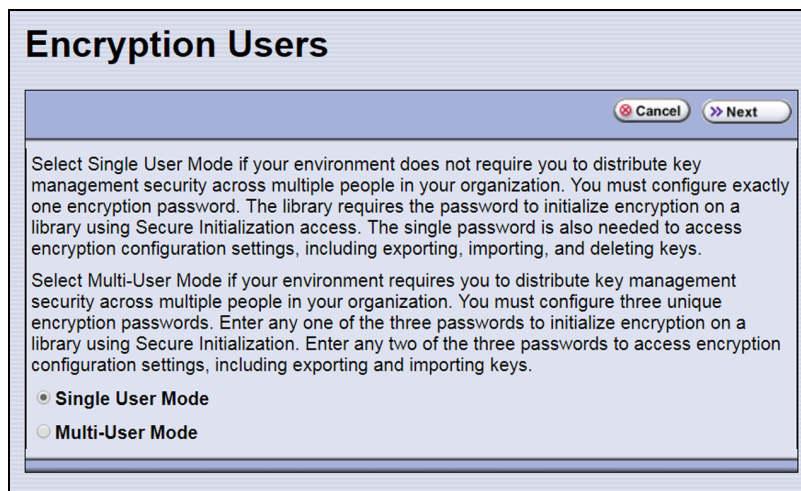 Encryption Users
Cancel Next
Select Single User Mode if your environment does not require you to distribute key
management security across multiple people in your organization. You must configure exactly
one encryption password. The library requires the password to initialize encryption on a
library using Secure Initialization access. The single password is also needed to access
encryption configuration settings, including exporting, importing, and deleting keys.
Select Multi-User Mode if your environment requires you to distribute key management
security across multiple people in your organization. You must configure three unique
encryption passwords. Enter any one of the three passwords to initialize encryption on a
library using Secure Initialization. Enter any two of the three passwords to access encryption
configuration settings, including exporting and importing keys.
Single User Mode
Multi-User Mode